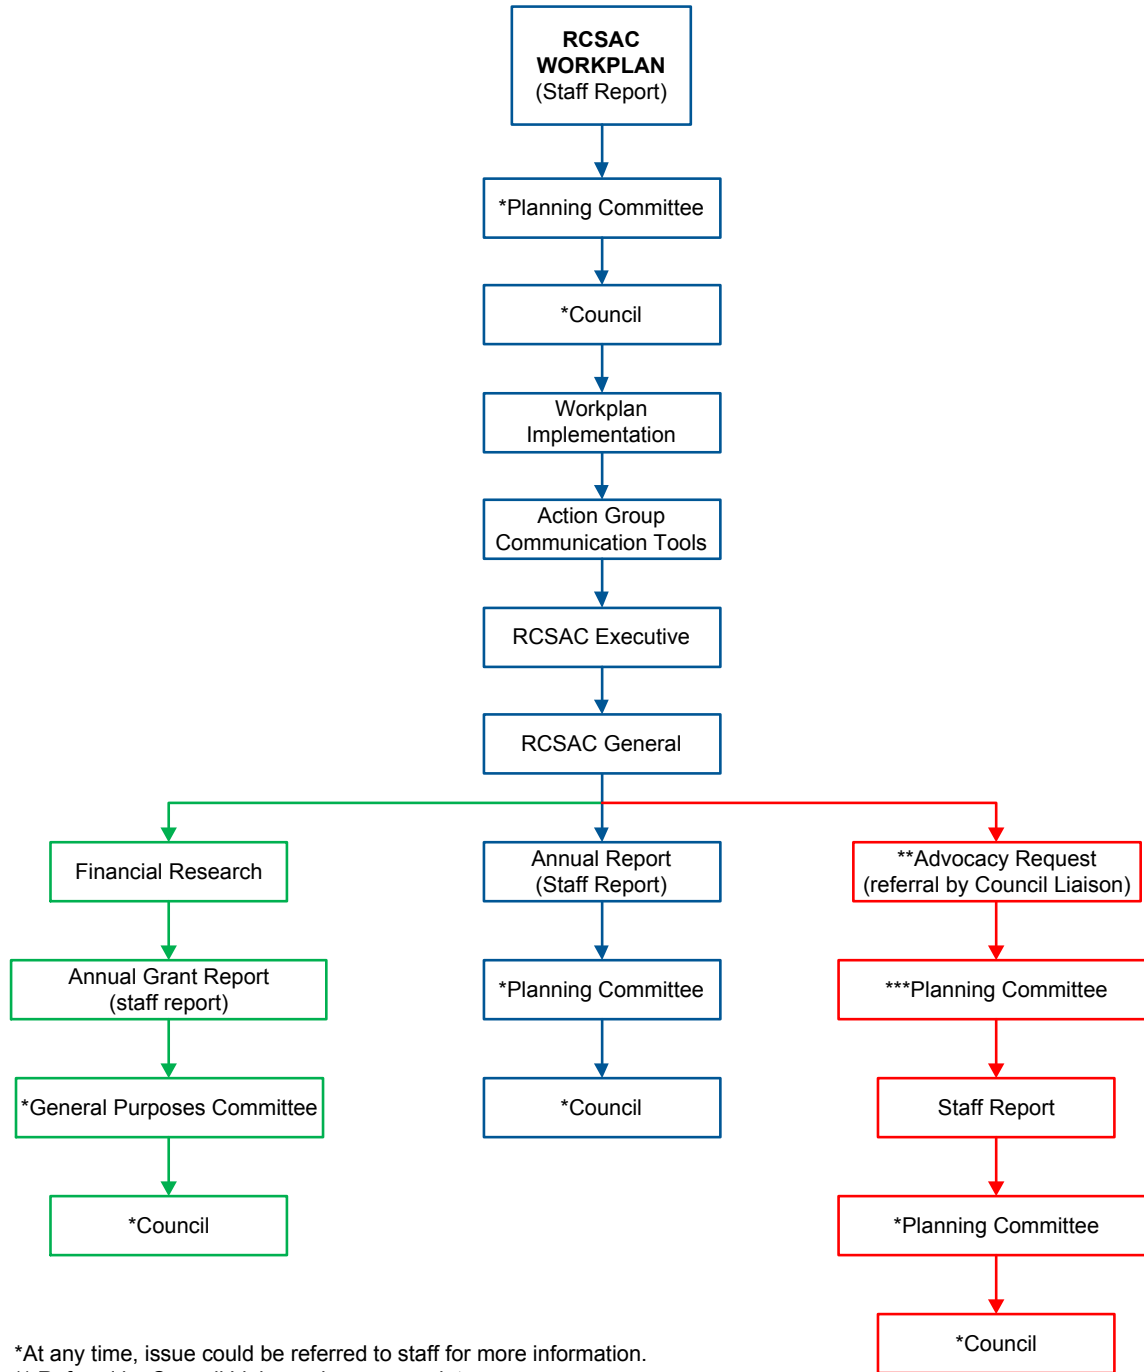 RCSAC
WORKPLAN
(Staff Report)
*Planning Committee
*Council
Workplan
Implementation
Action Group
Communication Tools
RCSAC Executive
RCSAC General
Financial Research
Annual Report
(Staff Report)
**Advocacy Request
(referral by Council Liaison)
Annual Grant Report
(staff report)
*Planning Committee
***Planning Committee
*General Purposes Committee
*Council
Staff Report
*Council
*Planning Committee
*Council
*At any time, issue could be referred to staff for more information.